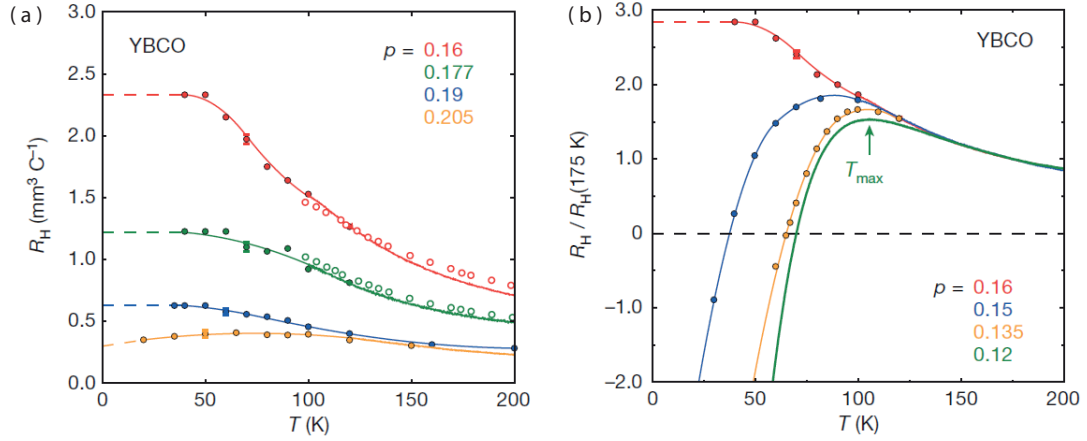 (a)
YBCO
p = 0.16
0.177
0.19
0.205
R_H (mm³ C⁻¹)
3.0
2.5
2.0
1.5
1.0
0.5
0.0
0 50 100 150 200
T (K)
(b)
YBCO
T_max
p = 0.16
0.15
0.135
0.12
R_H / R_H(175 K)
3.0
2.0
1.0
0
−1.0
−2.0
0 50 100 150 200
T (K)